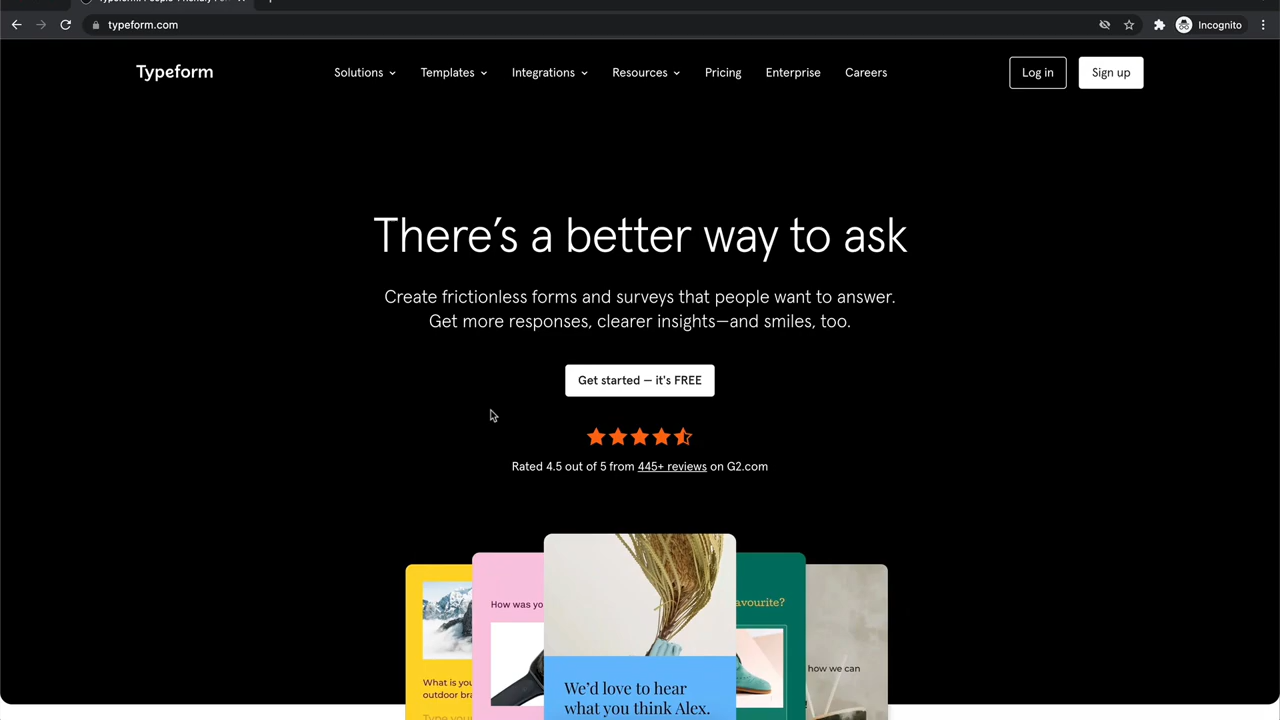 typeform.com
Incognito
Typeform
Solutions
Templates
Integrations
Resources
Pricing
Enterprise
Careers
Log in
Sign up
There's a better way to ask
Create frictionless forms and surveys that people want to answer.
Get more responses, clearer insights—and smiles, too.
Get started — it's FREE
Rated 4.5 out of 5 from 445+ reviews on G2.com
How was yo
avourite?
We'd love to hear
what you think Alex.
how we can
What is you
outdoor bra
Type your